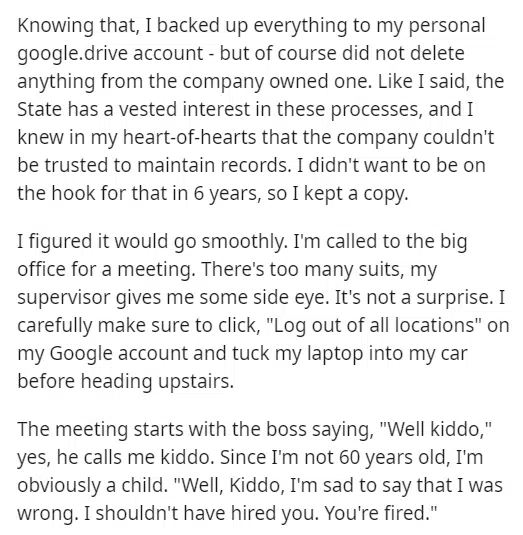 Knowing that, I backed up everything to my personal
google.drive account - but of course did not delete
anything from the company owned one. Like I said, the
State has a vested interest in these processes, and I
knew in my heart-of-hearts that the company couldn't
be trusted to maintain records. I didn't want to be on
the hook for that in 6 years, so I kept a copy.
I figured it would go smoothly. I'm called to the big
office for a meeting. There's too many suits, my
supervisor gives me some side eye. It's not a surprise. I
carefully make sure to click, "Log out of all locations" on
my Google account and tuck my laptop into my car
before heading upstairs.
The meeting starts with the boss saying, "Well kiddo,"
yes, he calls me kiddo. Since I'm not 60 years old, I'm
obviously a child. "Well, Kiddo, I'm sad to say that I was
wrong. I shouldn't have hired you. You're fired."